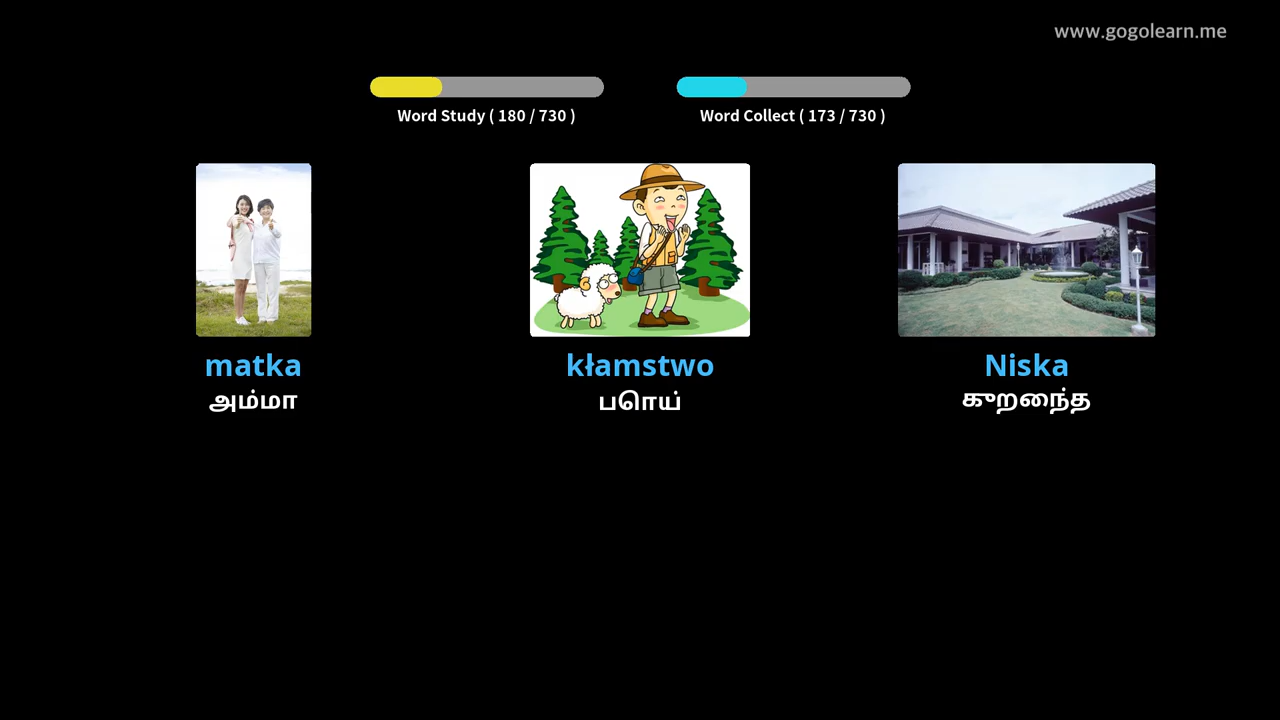 www.gogolearn.me
Word Study ( 180 / 730 )
Word Collect ( 173 / 730 )
matka
அம்மா
kłamstwo
பொய்
Niska
குறைந்த